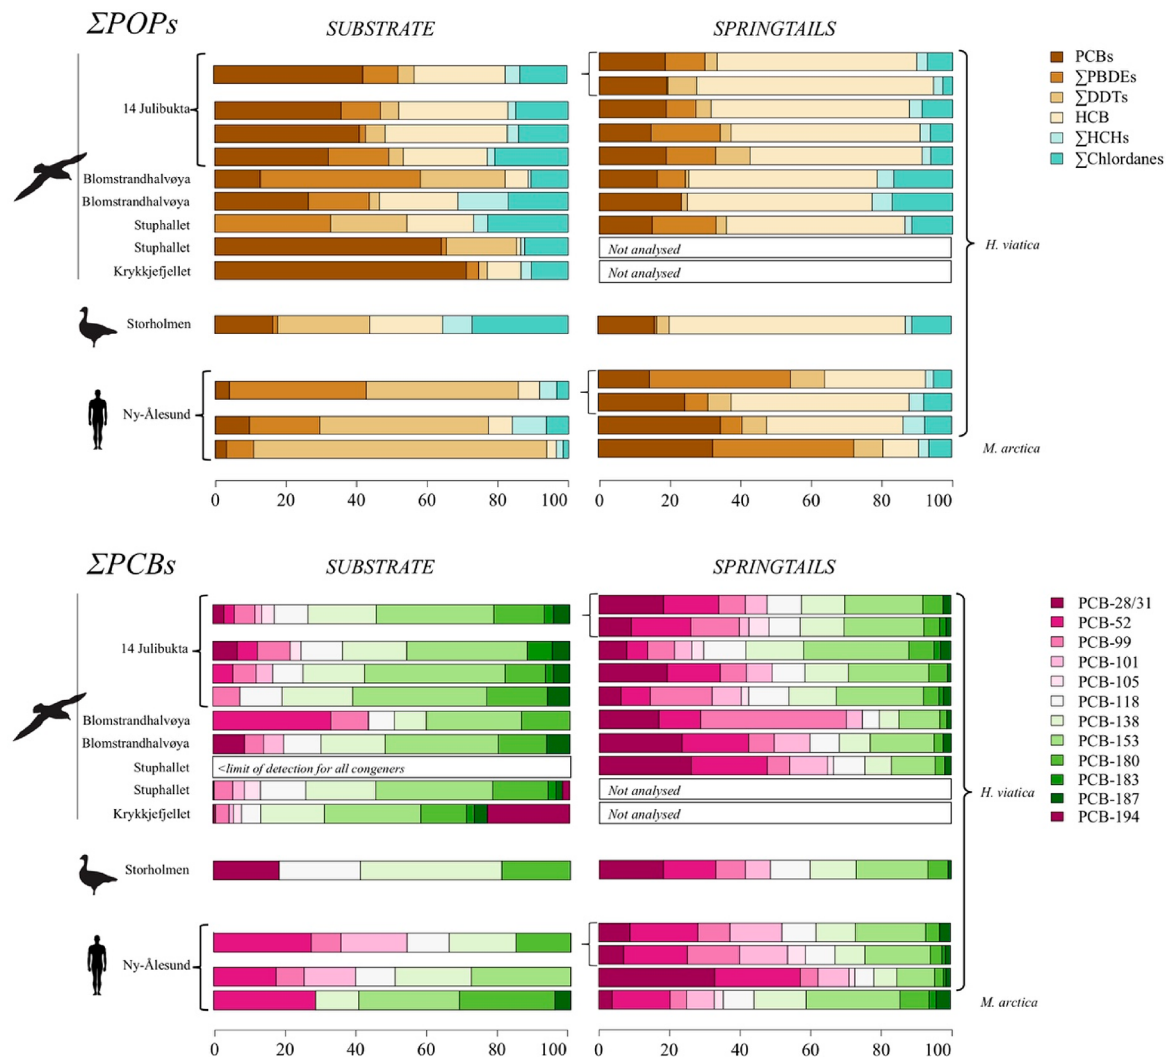 ΣPOPs
SUBSTRATE
SPRINGTAILS
14 Julibukta
Blomstrandhalvøya
Blomstrandhalvøya
Stuphallet
Stuphallet
Krykkjefjellet
Storholmen
Ny-Ålesund
Not analysed
Not analysed
H. viatica
M. arctica
PCBs
∑PBDEs
∑DDTs
HCB
∑HCHs
∑Chlordanes
0 20 40 60 80 100
0 20 40 60 80 100
ΣPCBs
SUBSTRATE
SPRINGTAILS
14 Julibukta
Blomstrandhalvøya
Blomstrandhalvøya
Stuphallet
<limit of detection for all congeners
Stuphallet
Krykkjefjellet
Storholmen
Ny-Ålesund
Not analysed
Not analysed
H. viatica
M. arctica
PCB-28/31
PCB-52
PCB-99
PCB-101
PCB-105
PCB-118
PCB-138
PCB-153
PCB-180
PCB-183
PCB-187
PCB-194
0 20 40 60 80 100
0 20 40 60 80 100